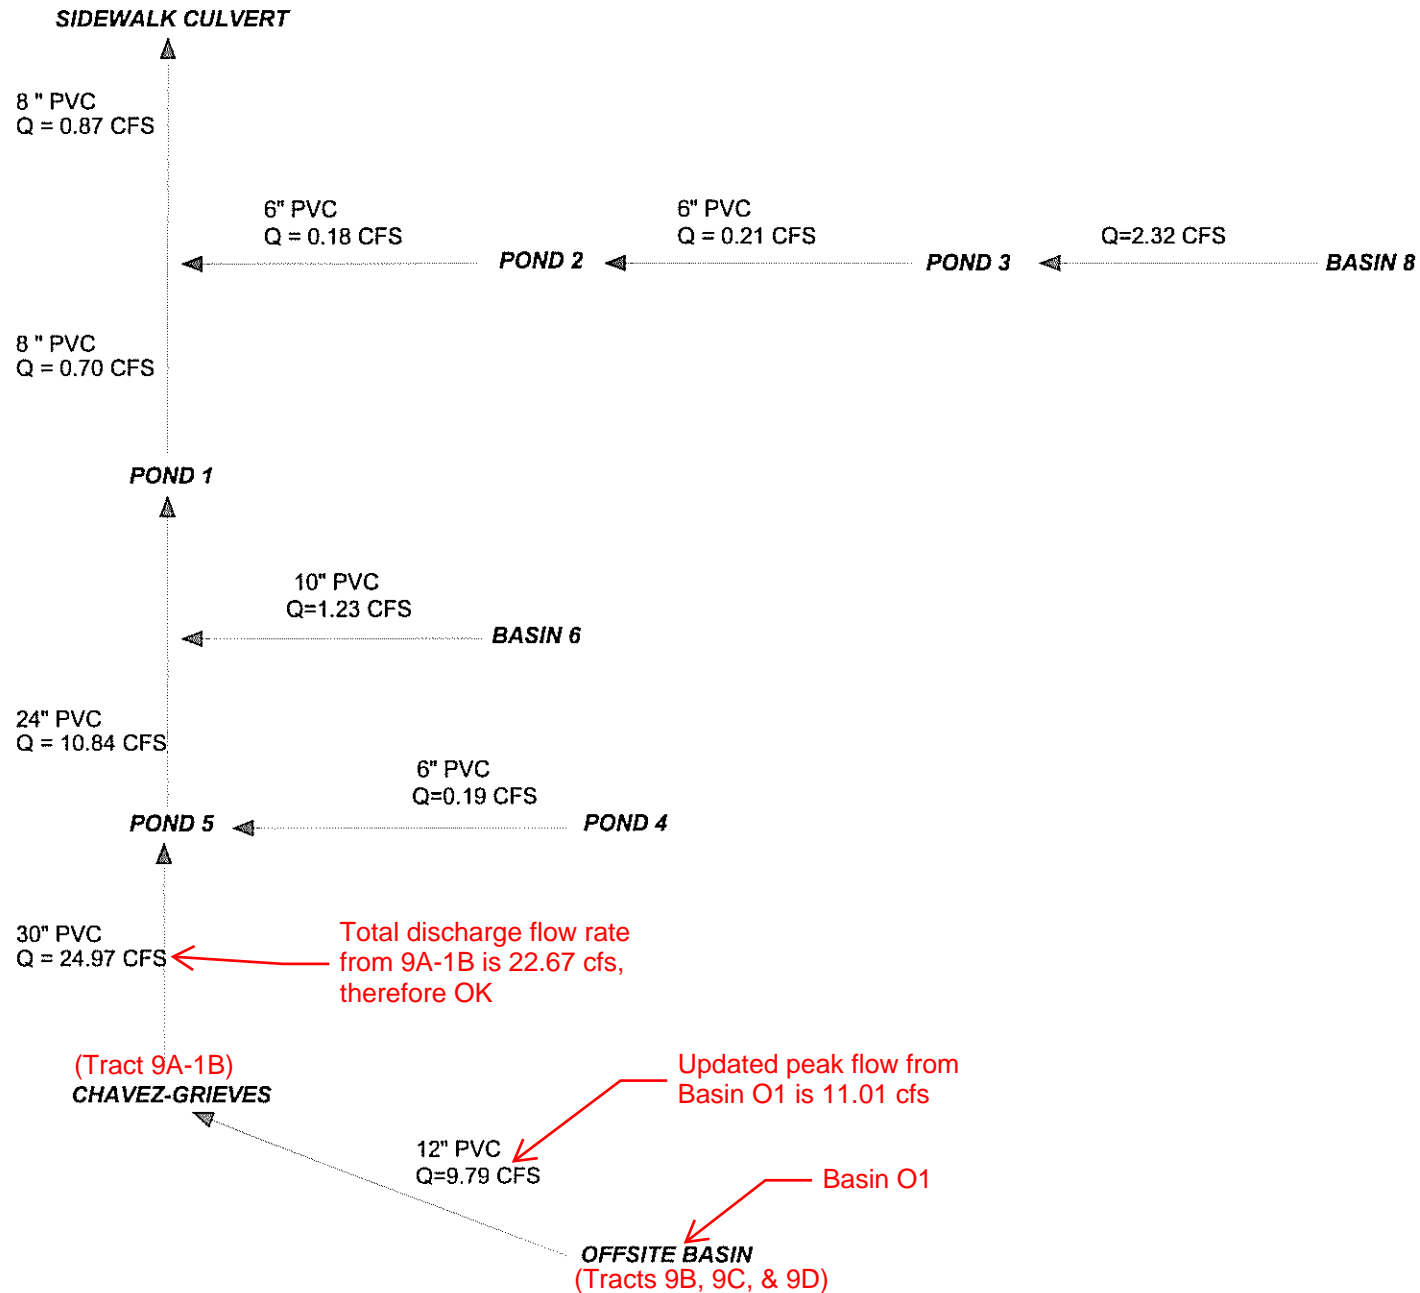 SIDEWALK CULVERT
8 " PVC
Q = 0.87 CFS
6" PVC
Q = 0.18 CFS
6" PVC
Q = 0.21 CFS
Q=2.32 CFS
POND 2
POND 3
BASIN 8
8 " PVC
Q = 0.70 CFS
POND 1
10" PVC
Q=1.23 CFS
BASIN 6
24" PVC
Q = 10.84 CFS
6" PVC
Q=0.19 CFS
POND 5
POND 4
30" PVC
Q = 24.97 CFS
Total discharge flow rate
from 9A-1B is 22.67 cfs,
therefore OK
(Tract 9A-1B)
CHAVEZ-GRIEVES
Updated peak flow from
Basin O1 is 11.01 cfs
12" PVC
Q=9.79 CFS
Basin O1
OFFSITE BASIN
(Tracts 9B, 9C, & 9D)